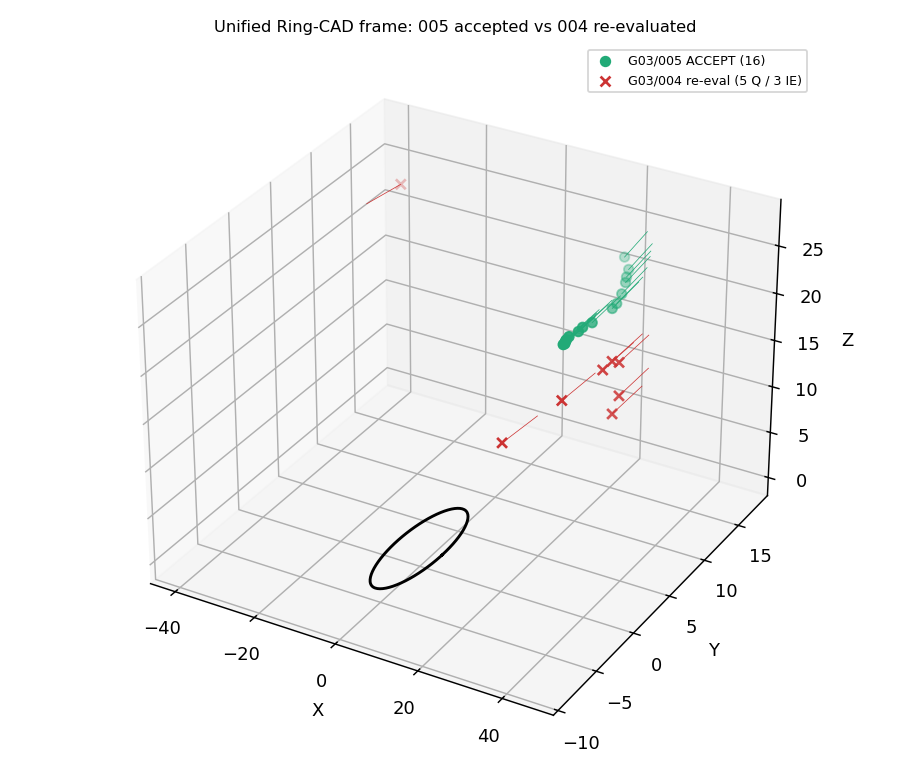 Unified Ring-CAD frame: 005 accepted vs 004 re-evaluated
G03/005 ACCEPT (16)
G03/004 re-eval (5 Q / 3 IE)
25
20
15
10
5
0
Z
15
10
5
0
−5
−10
Y
−40
−20
0
20
40
X